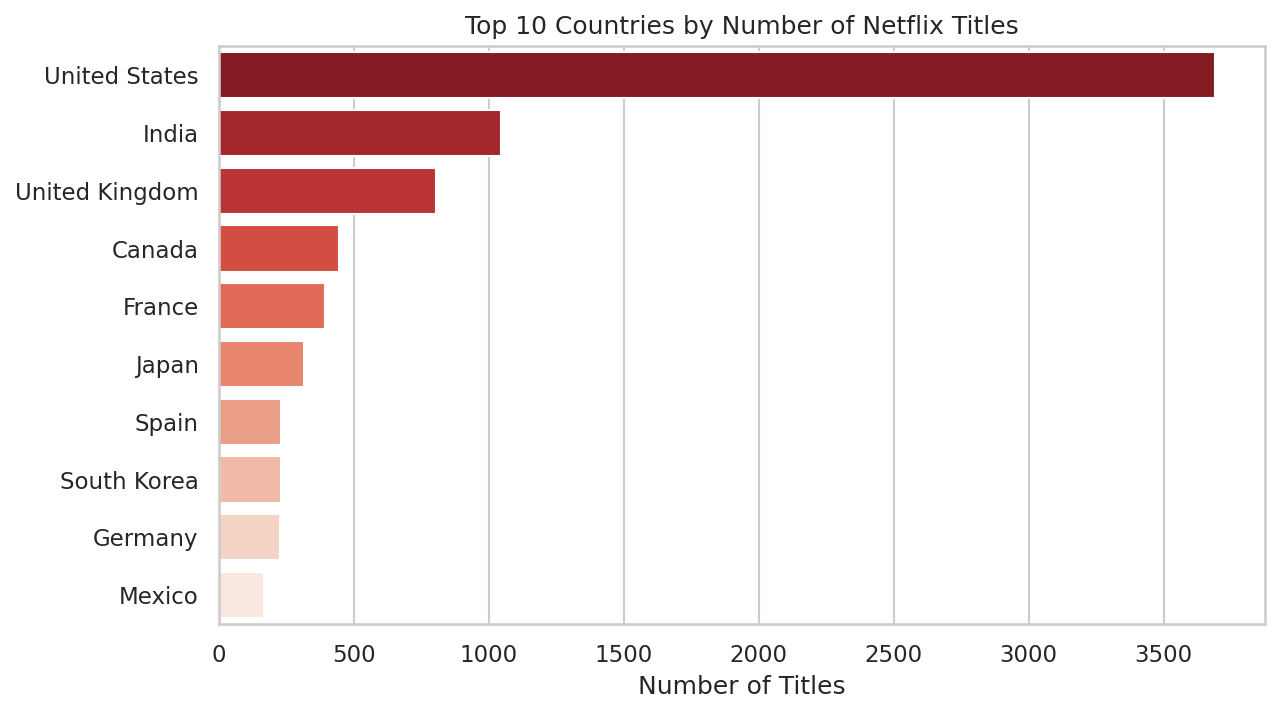 Top 10 Countries by Number of Netflix Titles
United States
India
United Kingdom
Canada
France
Japan
Spain
South Korea
Germany
Mexico
0 500 1000 1500 2000 2500 3000 3500
Number of Titles